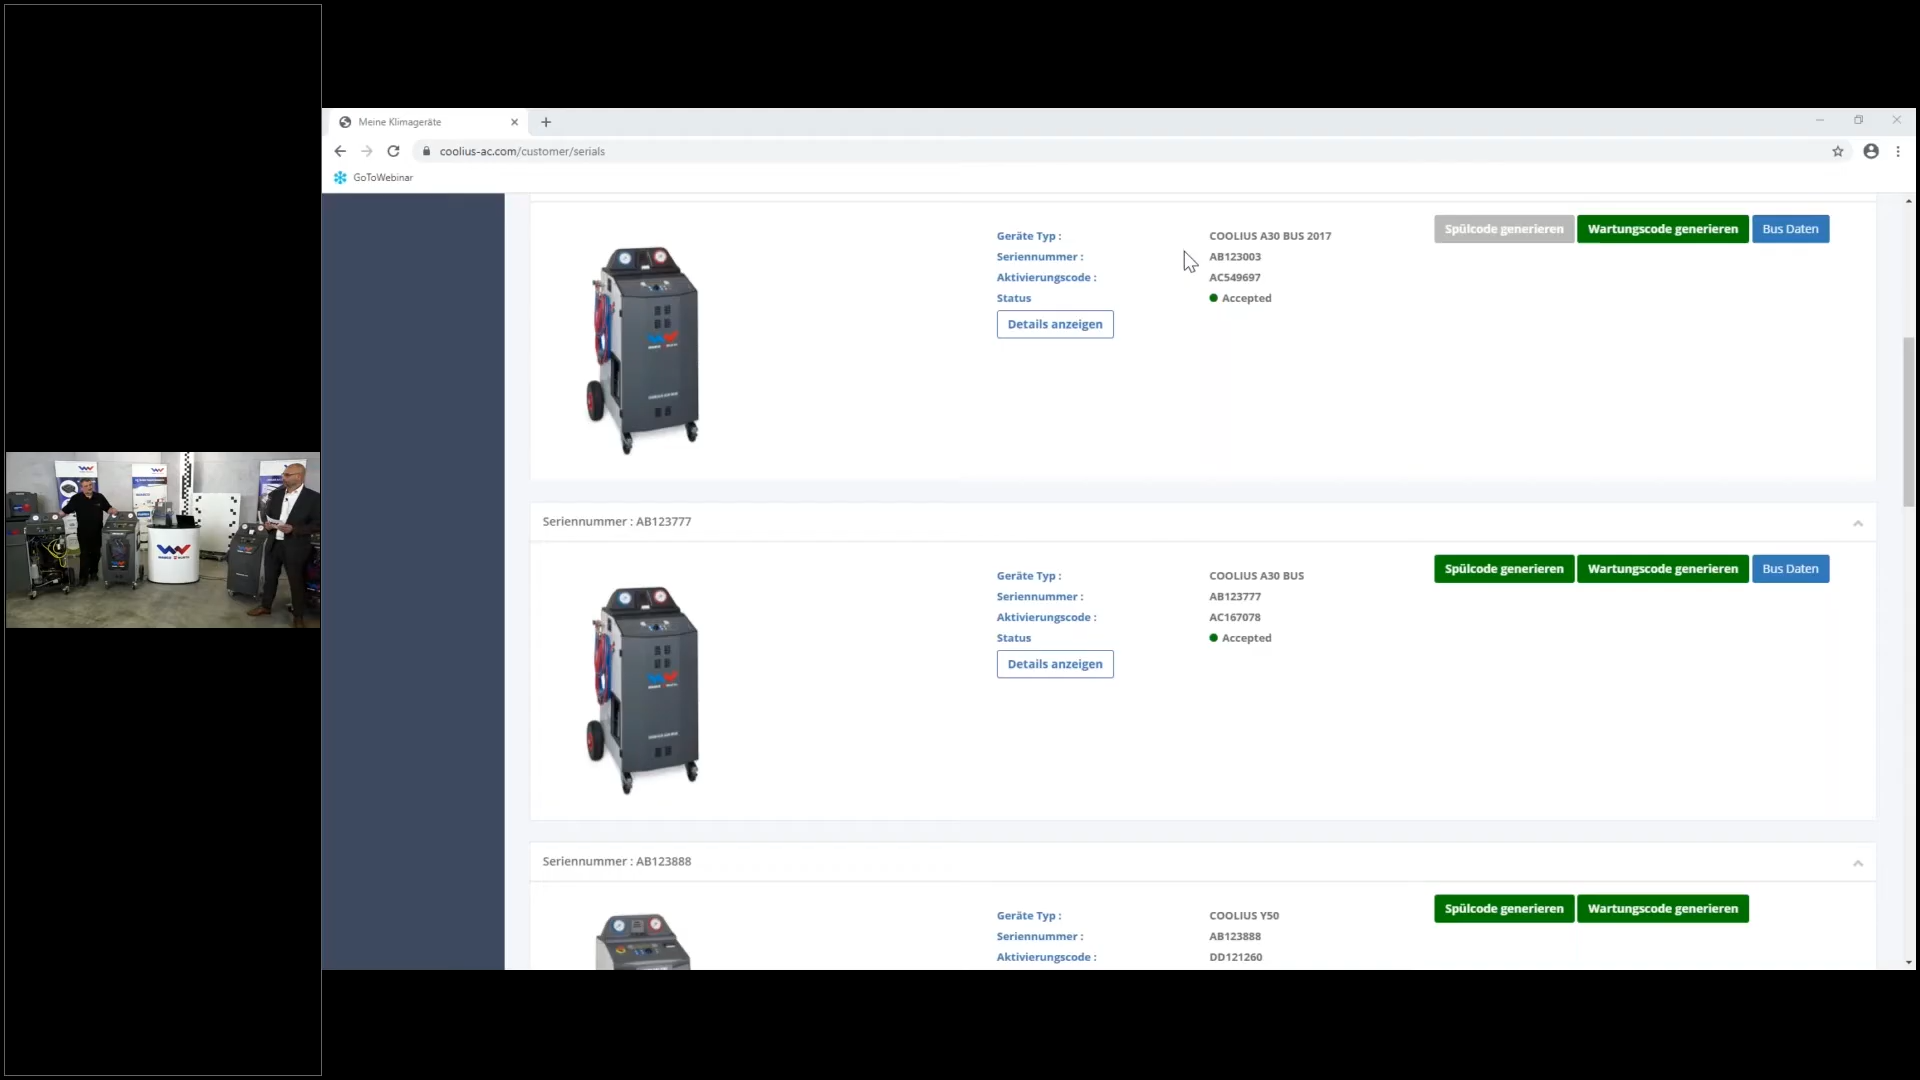 Meine Klimageräte
coolius-ac.com/customer/serials
GoToWebinar
Geräte Typ : COOLIUS A30 BUS 2017
Seriennummer : AB123003
Aktivierungscode : AC549697
Status Accepted
Details anzeigen
Spülcode generieren Wartungscode generieren Bus Daten
Seriennummer : AB123777
Geräte Typ : COOLIUS A30 BUS
Seriennummer : AB123777
Aktivierungscode : AC167078
Status Accepted
Details anzeigen
Spülcode generieren Wartungscode generieren Bus Daten
Seriennummer : AB123888
Geräte Typ : COOLIUS Y50
Seriennummer : AB123888
Aktivierungscode : DD121260
Spülcode generieren Wartungscode generieren